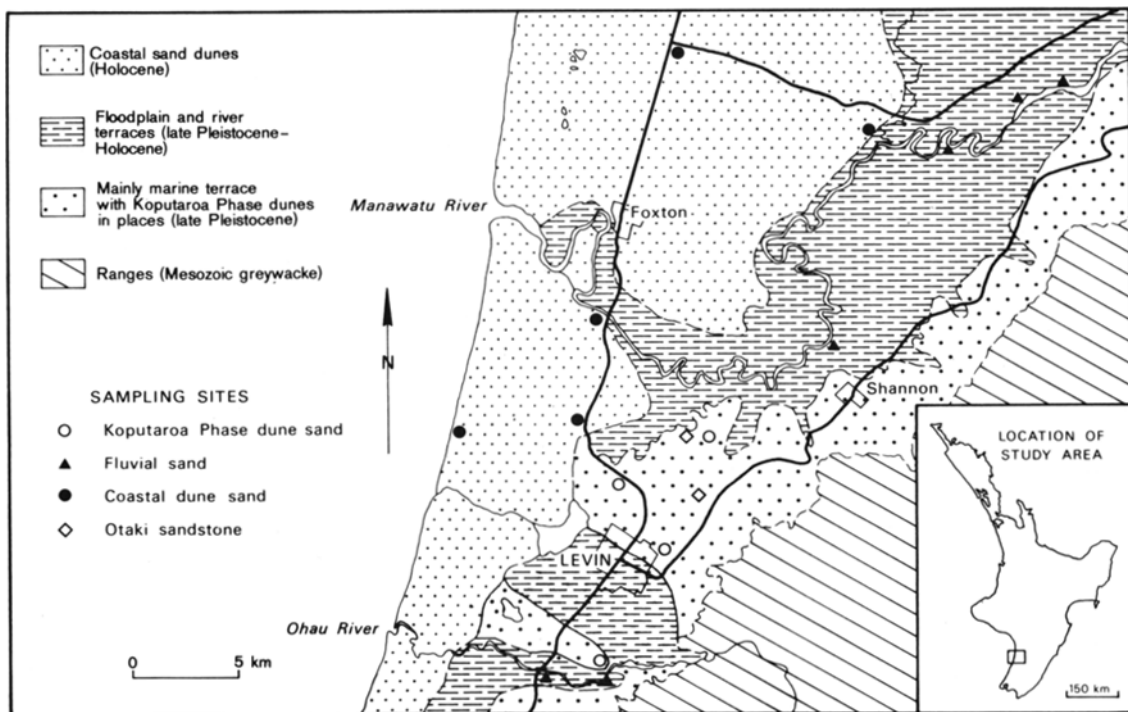 Coastal sand dunes
(Holocene)
Floodplain and river
terraces (late Pleistocene–
Holocene)
Mainly marine terrace
with Koputaroa Phase dunes
in places (late Pleistocene)
Ranges (Mesozoic greywacke)
Manawatu River
Foxton
N
Shannon
SAMPLING SITES
Koputaroa Phase dune sand
Fluvial sand
Coastal dune sand
Otaki sandstone
LEVIN
Ohau River
0 5 km
LOCATION OF
STUDY AREA
150 km